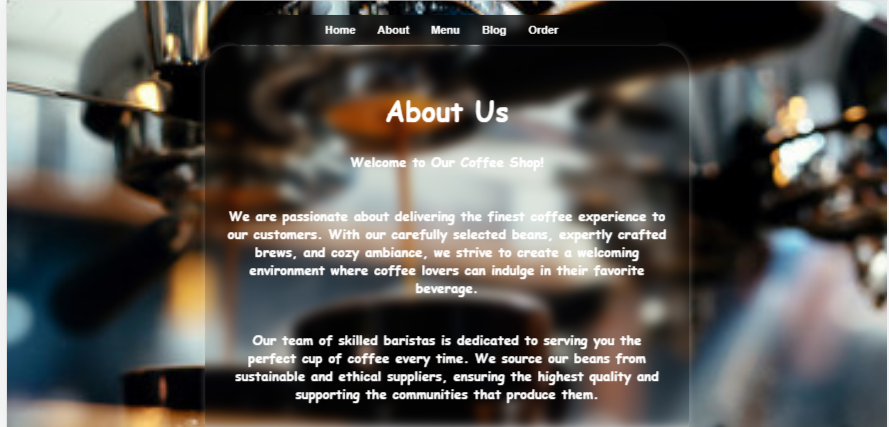 Home About Menu Blog Order
About Us
Welcome to Our Coffee Shop!
We are passionate about delivering the finest coffee experience to
our customers. With our carefully selected beans, expertly crafted
brews, and cozy ambiance, we strive to create a welcoming
environment where coffee lovers can indulge in their favorite
beverage.
Our team of skilled baristas is dedicated to serving you the
perfect cup of coffee every time. We source our beans from
sustainable and ethical suppliers, ensuring the highest quality and
supporting the communities that produce them.